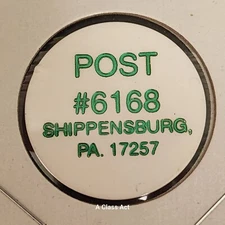 POST
#6168
SHIPPENSBURG,
PA. 17257
A Class Act